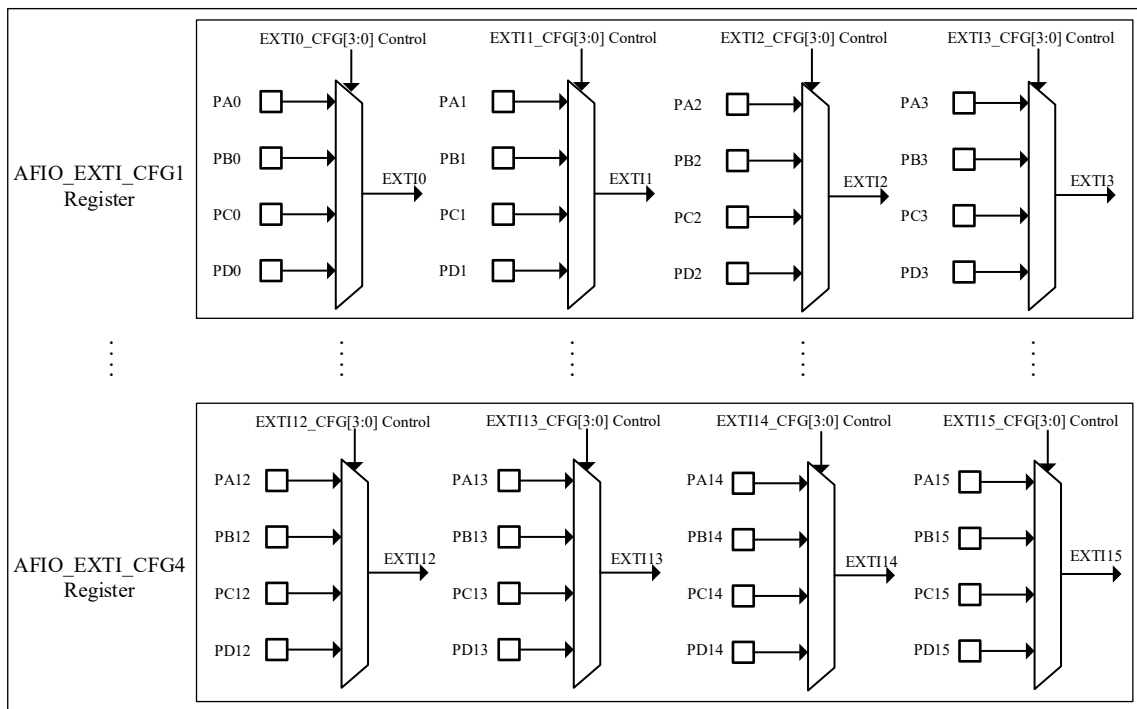 EXTI0_CFG[3:0] Control
EXTI1_CFG[3:0] Control
EXTI2_CFG[3:0] Control
EXTI3_CFG[3:0] Control
PA0
PA1
PA2
PA3
PB0
PB1
PB2
PB3
AFIO_EXTI_CFG1
Register
EXTI0
EXTI1
EXTI2
EXTI3
PC0
PC1
PC2
PC3
PD0
PD1
PD2
PD3
EXTI12_CFG[3:0] Control
EXTI13_CFG[3:0] Control
EXTI14_CFG[3:0] Control
EXTI15_CFG[3:0] Control
PA12
PA13
PA14
PA15
PB12
PB13
PB14
PB15
AFIO_EXTI_CFG4
Register
EXTI12
EXTI13
EXTI14
EXTI15
PC12
PC13
PC14
PC15
PD12
PD13
PD14
PD15